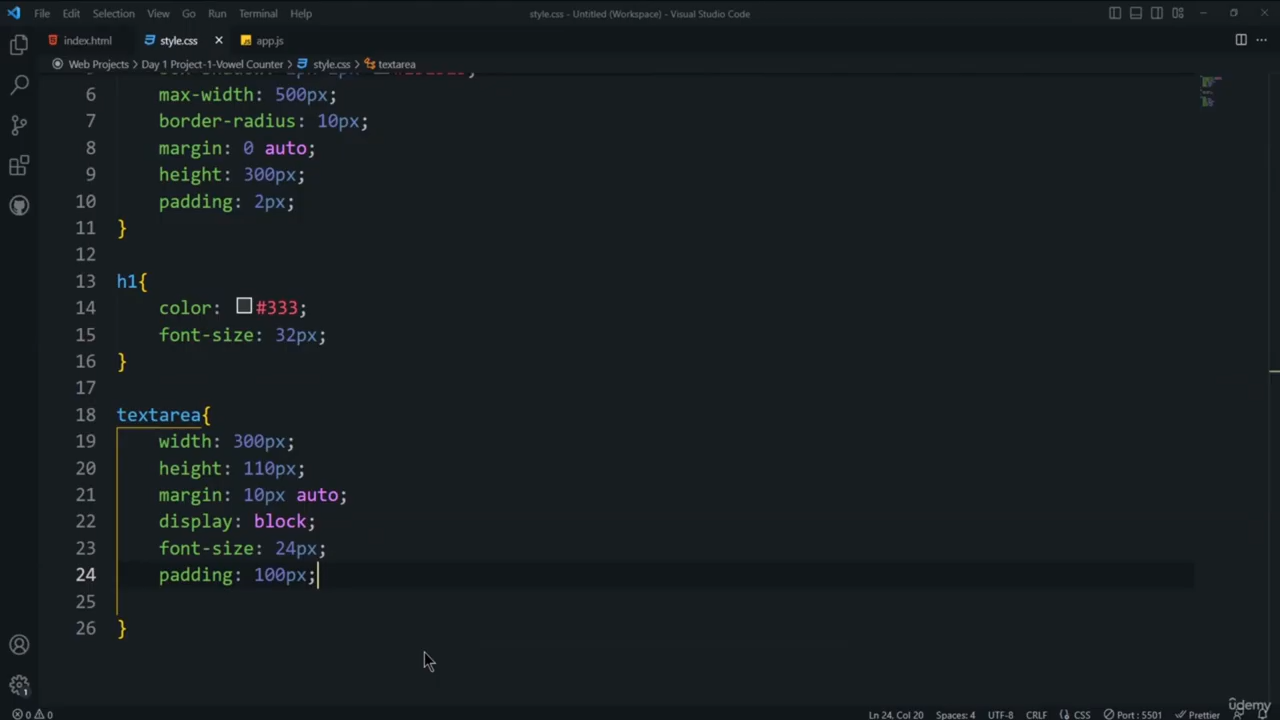 File Edit Selection View Go Run Terminal Help
style.css - Untitled (Workspace) - Visual Studio Code
index.html style.css app.js
Web Projects > Day 1 Project-1-Vowel Counter > style.css > textarea
6 max-width: 500px;
7 border-radius: 10px;
8 margin: 0 auto;
9 height: 300px;
10 padding: 2px;
11 }
12
13 h1{
14 color: #333;
15 font-size: 32px;
16 }
17
18 textarea{
19 width: 300px;
20 height: 110px;
21 margin: 10px auto;
22 display: block;
23 font-size: 24px;
24 padding: 100px;
25
26 }
1
0 0 Ln 24, Col 20 Spaces: 4 UTF-8 CRLF CSS Port : 5501 Prettier
udemy